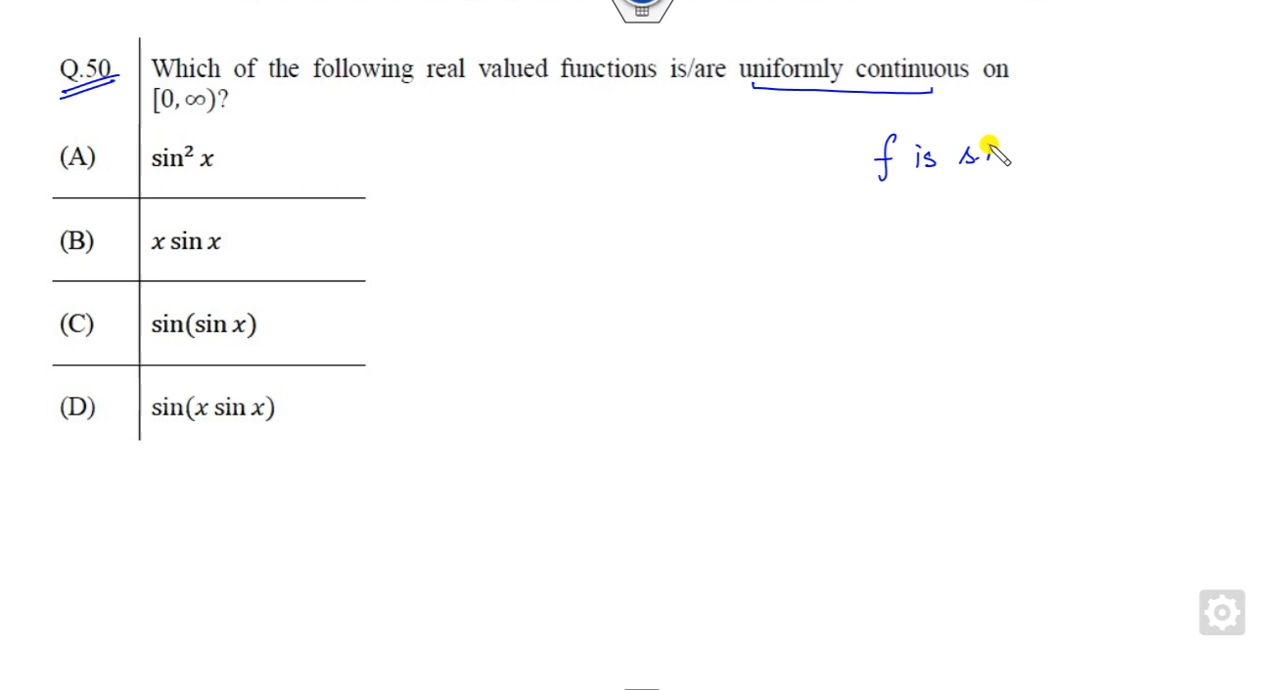 Q.50 Which of the following real valued functions is/are uniformly continuous on
[0, ∞)?
(A) sin² x
f is
(B) x sin x
(C) sin(sin x)
(D) sin(x sin x)